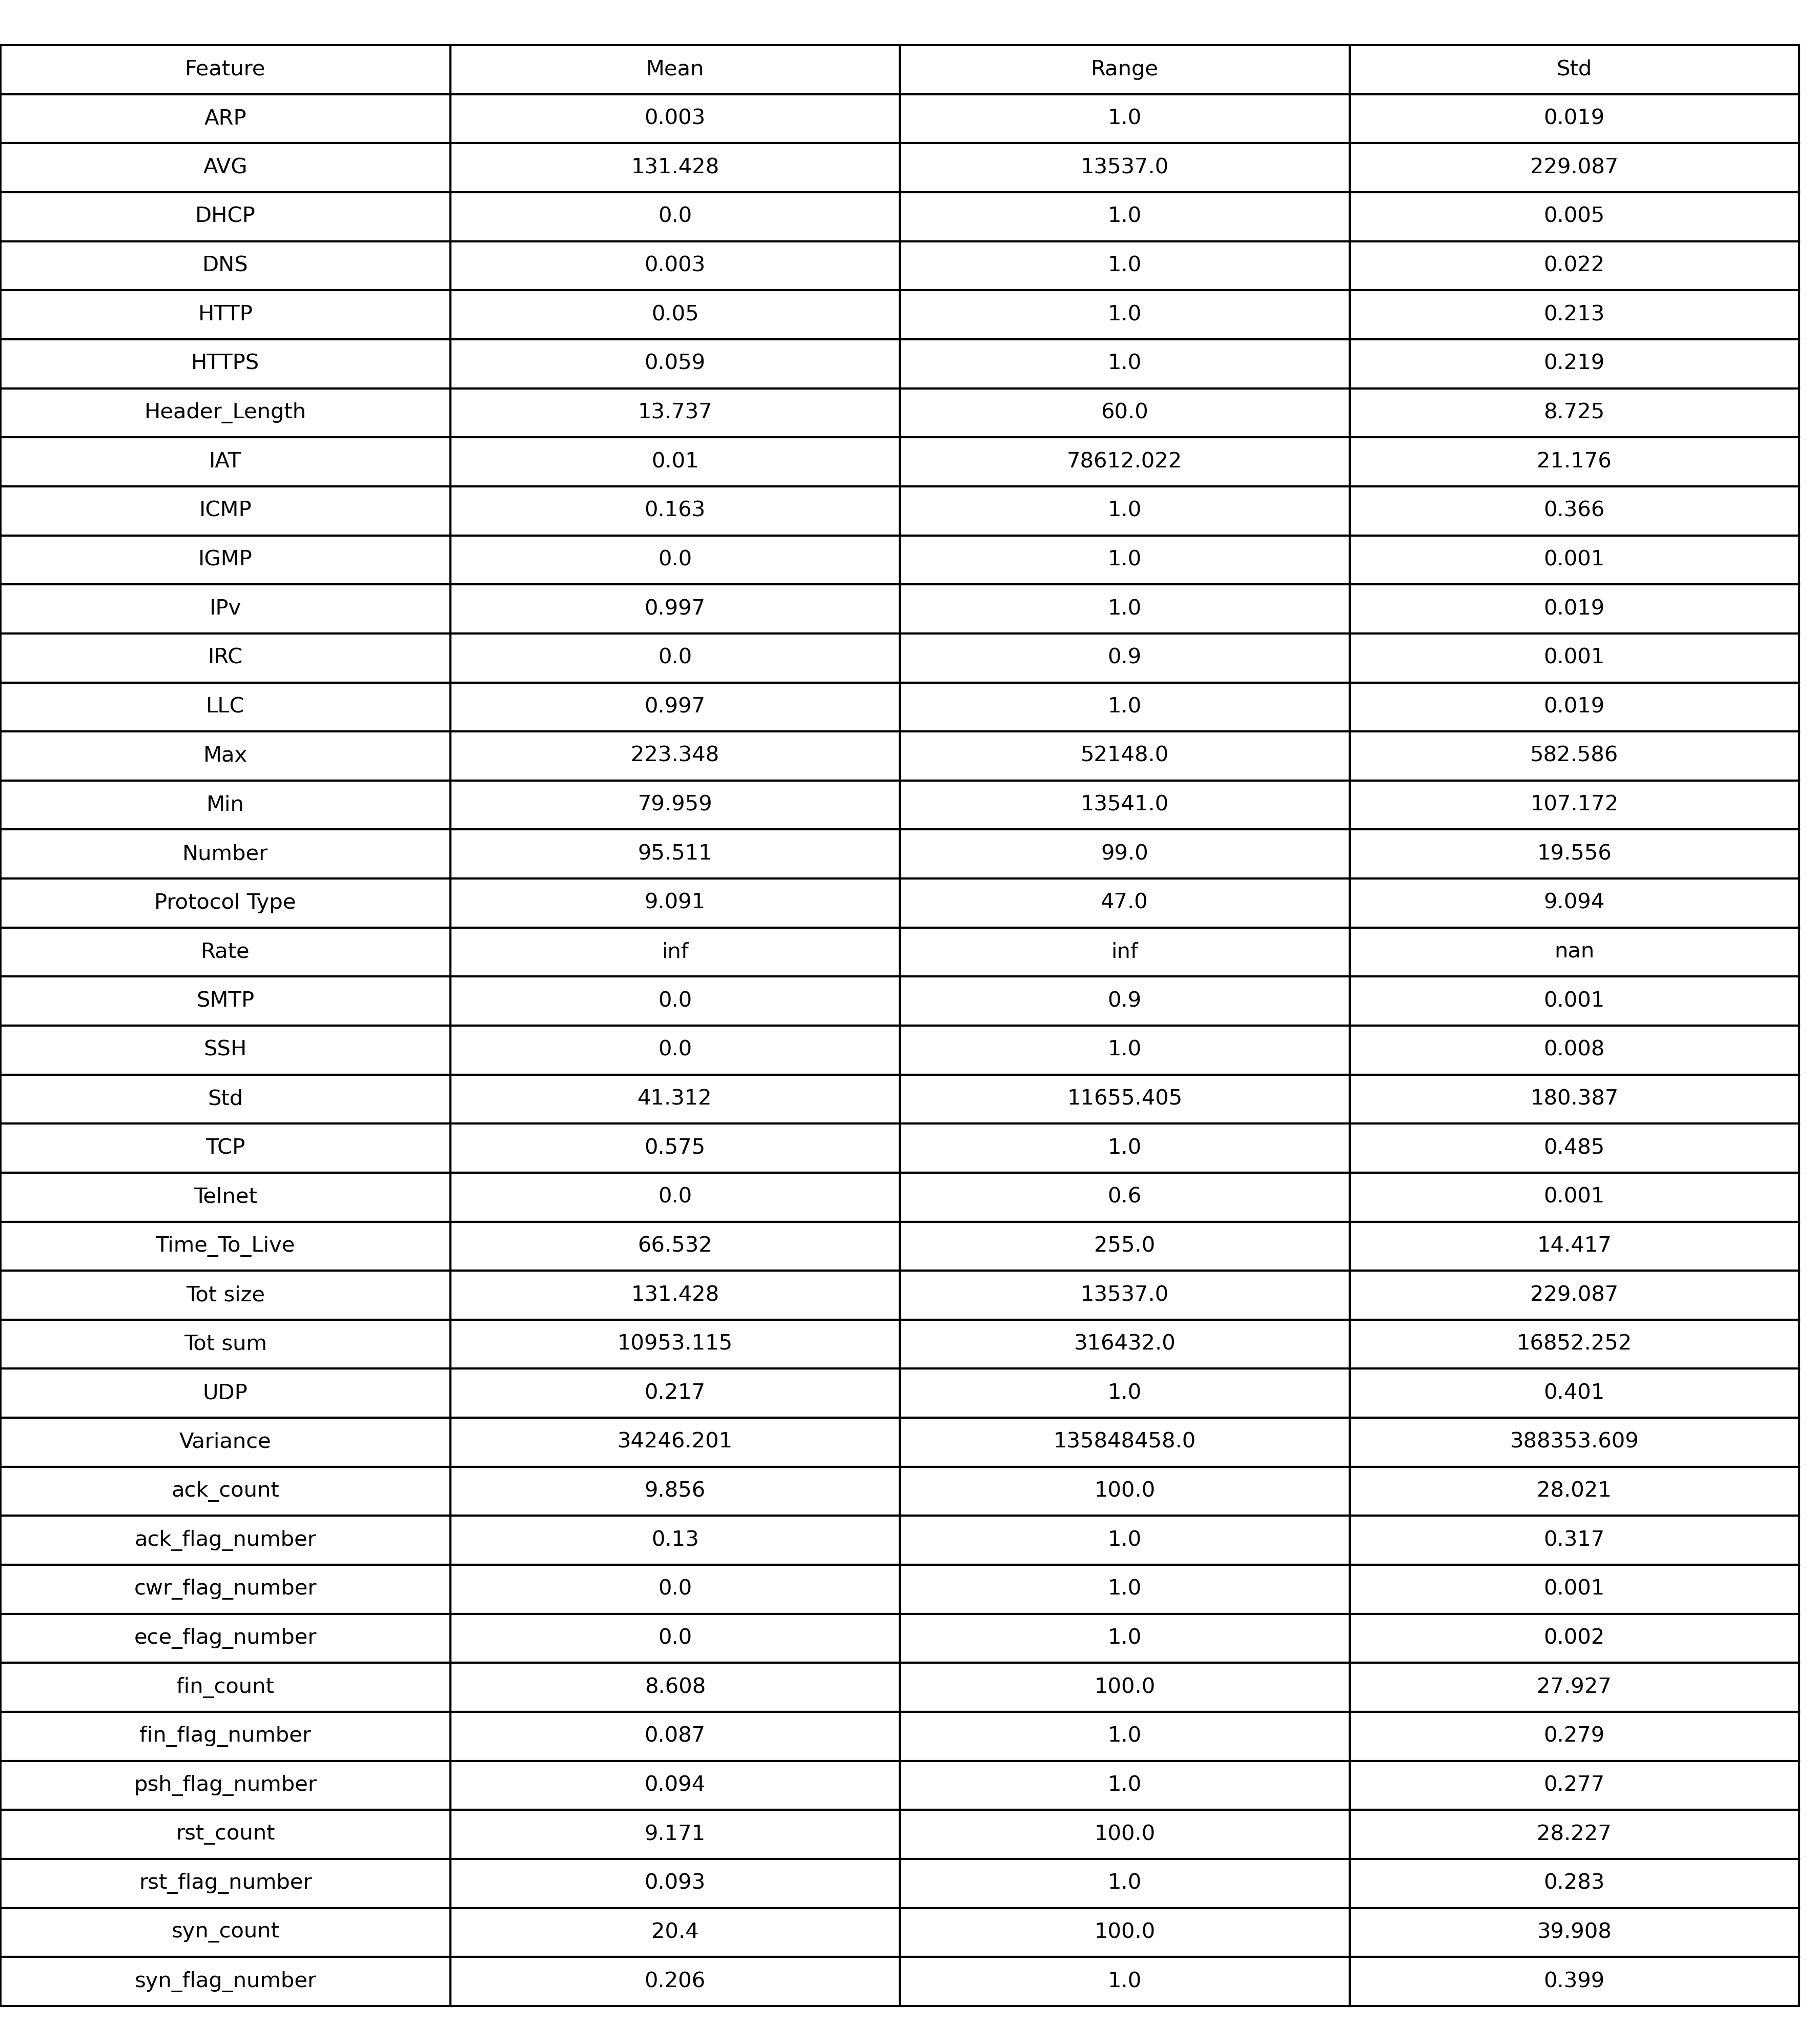 Feature Mean Range Std
ARP 0.003 1.0 0.019
AVG 131.428 13537.0 229.087
DHCP 0.0 1.0 0.005
DNS 0.003 1.0 0.022
HTTP 0.05 1.0 0.213
HTTPS 0.059 1.0 0.219
Header_Length 13.737 60.0 8.725
IAT 0.01 78612.022 21.176
ICMP 0.163 1.0 0.366
IGMP 0.0 1.0 0.001
IPv 0.997 1.0 0.019
IRC 0.0 0.9 0.001
LLC 0.997 1.0 0.019
Max 223.348 52148.0 582.586
Min 79.959 13541.0 107.172
Number 95.511 99.0 19.556
Protocol Type 9.091 47.0 9.094
Rate inf inf nan
SMTP 0.0 0.9 0.001
SSH 0.0 1.0 0.008
Std 41.312 11655.405 180.387
TCP 0.575 1.0 0.485
Telnet 0.0 0.6 0.001
Time_To_Live 66.532 255.0 14.417
Tot size 131.428 13537.0 229.087
Tot sum 10953.115 316432.0 16852.252
UDP 0.217 1.0 0.401
Variance 34246.201 135848458.0 388353.609
ack_count 9.856 100.0 28.021
ack_flag_number 0.13 1.0 0.317
cwr_flag_number 0.0 1.0 0.001
ece_flag_number 0.0 1.0 0.002
fin_count 8.608 100.0 27.927
fin_flag_number 0.087 1.0 0.279
psh_flag_number 0.094 1.0 0.277
rst_count 9.171 100.0 28.227
rst_flag_number 0.093 1.0 0.283
syn_count 20.4 100.0 39.908
syn_flag_number 0.206 1.0 0.399